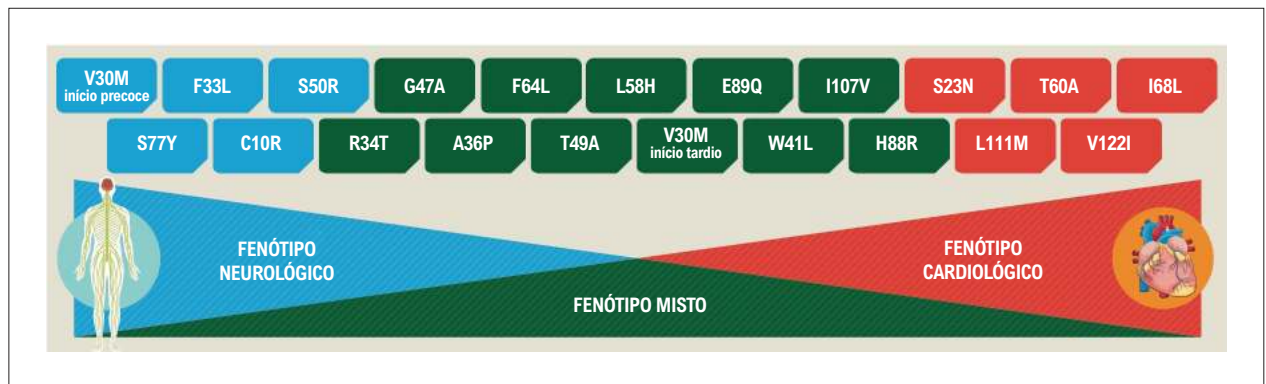 V30M
início precoce
F33L
S50R
G47A
F64L
L58H
E89Q
I107V
S23N
T60A
I68L
S77Y
C10R
R34T
A36P
T49A
V30M
início tardio
W41L
H88R
L111M
V122I
FENÓTIPO
NEUROLÓGICO
FENÓTIPO
CARDIOLÓGICO
FENÓTIPO MISTO